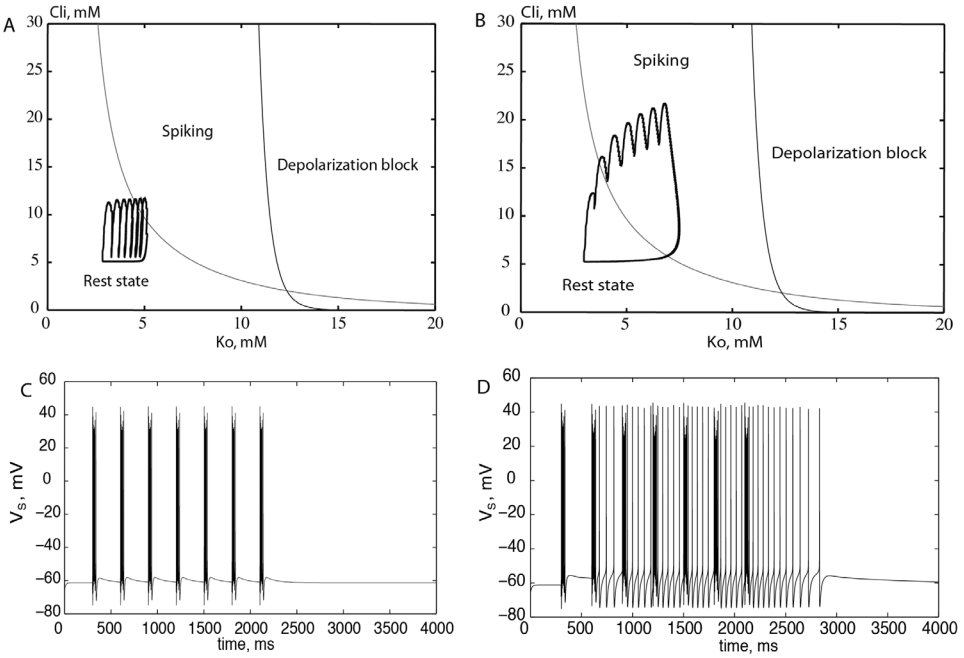 A
Cli, mM
30
25
20
15
10
5
0
Spiking
Depolarization block
Rest state
0 5 10 15 20
Ko, mM
B
Cli, mM
30
25
20
15
10
5
0
Spiking
Depolarization block
Rest state
0 5 10 15 20
Ko, mM
C
60
40
20
0
−20
−40
−60
−80
Vs, mV
0 500 1000 1500 2000 2500 3000 3500 4000
time, ms
D
60
40
20
0
−20
−40
−60
−80
Vs, mV
0 500 1000 1500 2000 2500 3000 3500 4000
time, ms